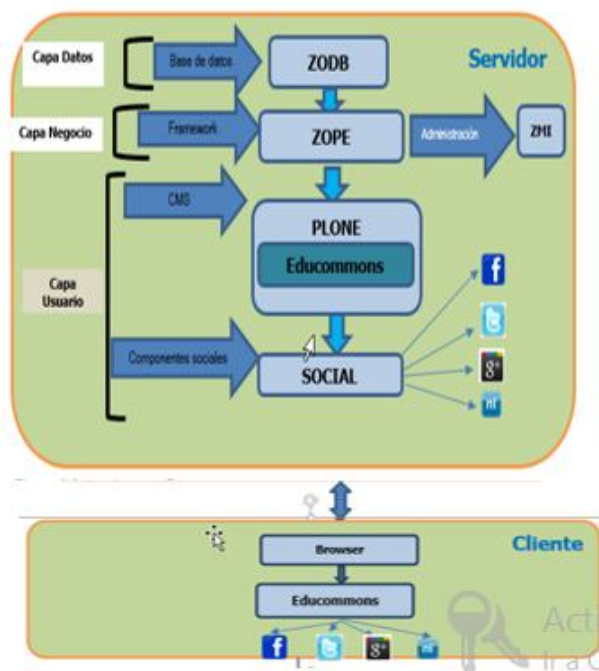 Servidor
Capa Datos
Base de datos
ZODB
Capa Negocio
Framework
ZOPE
Administración
ZMI
CMS
PLONE
Educommons
Capa
Usuario
Componentes sociales
SOCIAL
Cliente
Browser
Educommons